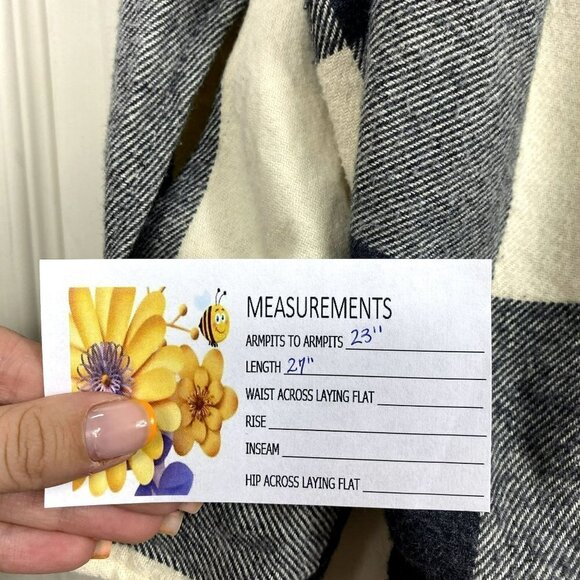 MEASUREMENTS
ARMPITS TO ARMPITS 23"
LENGTH 27"
WAIST ACROSS LAYING FLAT
RISE
INSEAM
HIP ACROSS LAYING FLAT